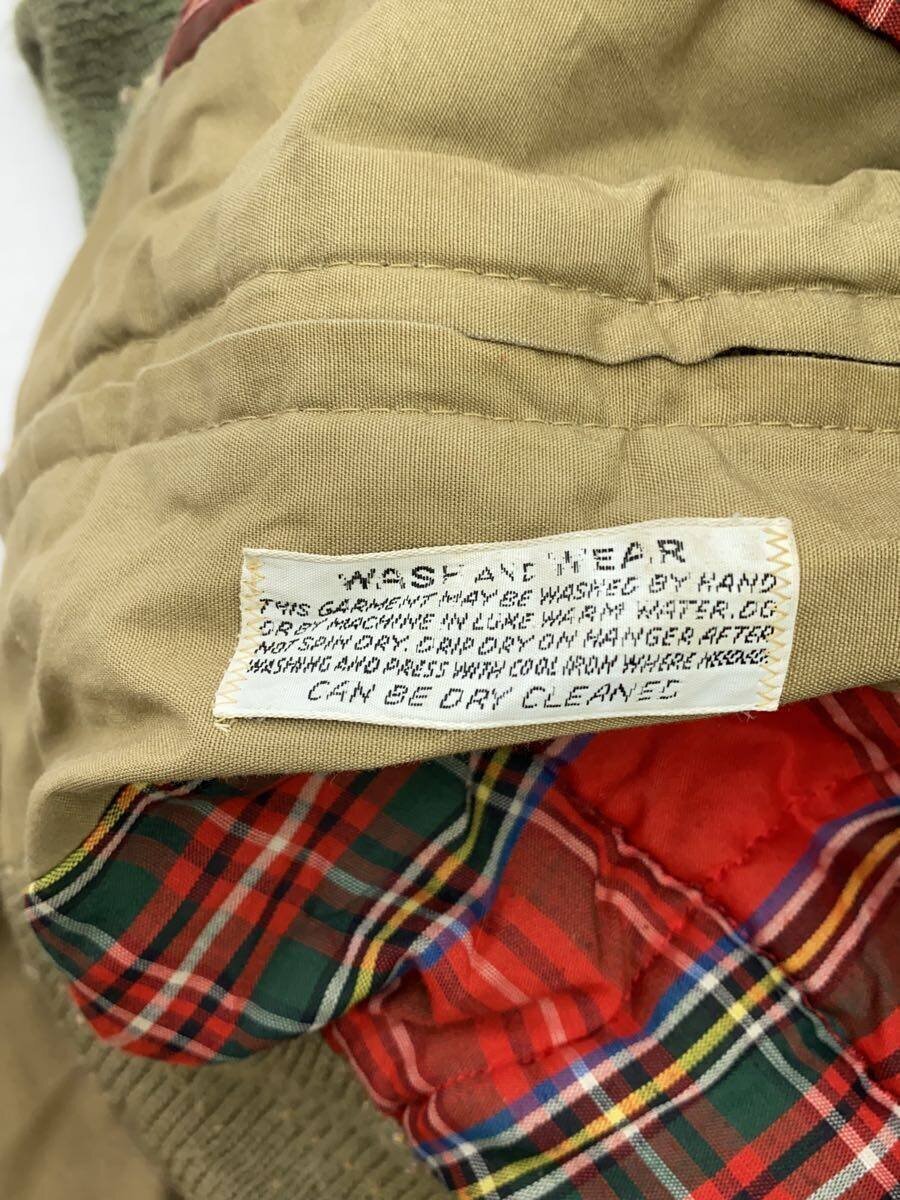 WASH AND WEAR
THIS GARMENT MAY BE WASHED BY HAND
OR BY MACHINE IN LUKE WARM WATER. DO
NOT SPIN DRY. DRIP DRY ON HANGER AFTER
WASHING AND PRESS WITH COOL IRON WHERE NEEDED.
CAN BE DRY CLEANED